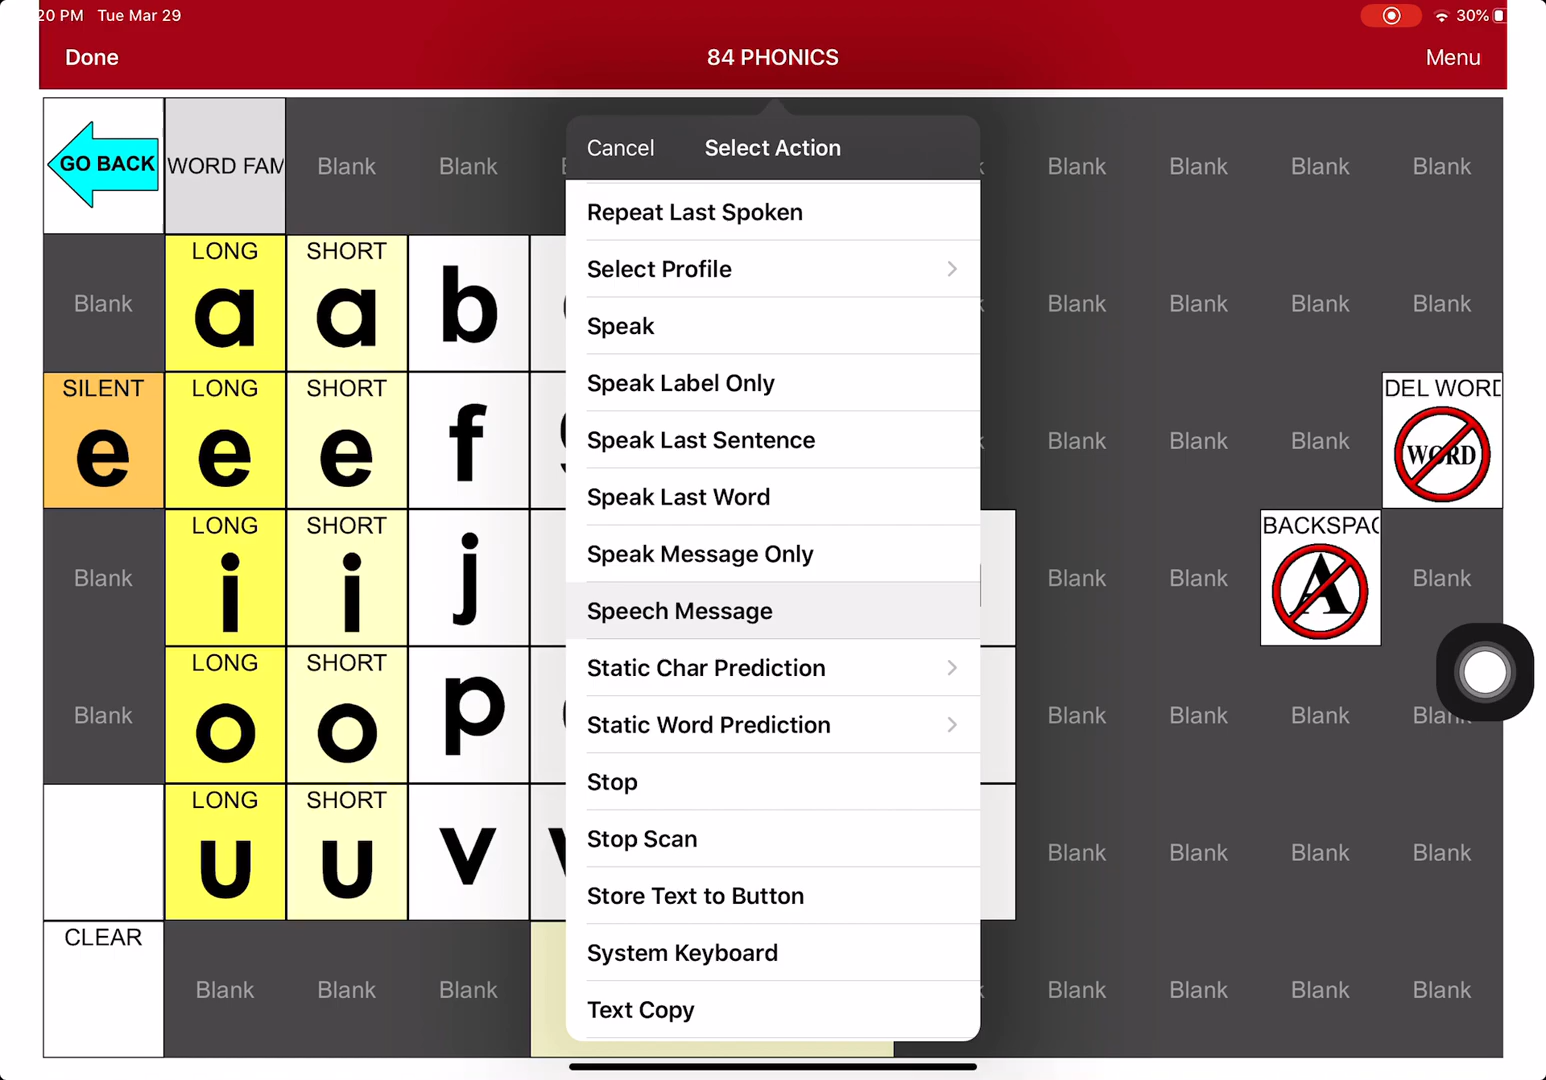 20 PM Tue Mar 29
30%
Done
84 PHONICS
Menu
GO BACK
WORD FAM
Blank
Blank
Blank
Blank
Blank
Blank
Cancel
Select Action
Repeat Last Spoken
Select Profile
Speak
Speak Label Only
Speak Last Sentence
Speak Last Word
Speak Message Only
Speech Message
Static Char Prediction
Static Word Prediction
Stop
Stop Scan
Store Text to Button
System Keyboard
Text Copy
Blank
LONG
a
SHORT
a
b
Blank
Blank
Blank
Blank
SILENT
e
LONG
e
SHORT
e
f
Blank
Blank
Blank
DEL WORD
WORD
Blank
LONG
i
SHORT
i
j
Blank
Blank
BACKSPAC
A
Blank
Blank
LONG
o
SHORT
o
p
Blank
Blank
Blank
Blank
LONG
u
SHORT
u
v
Blank
Blank
Blank
Blank
CLEAR
Blank
Blank
Blank
Blank
Blank
Blank
Blank